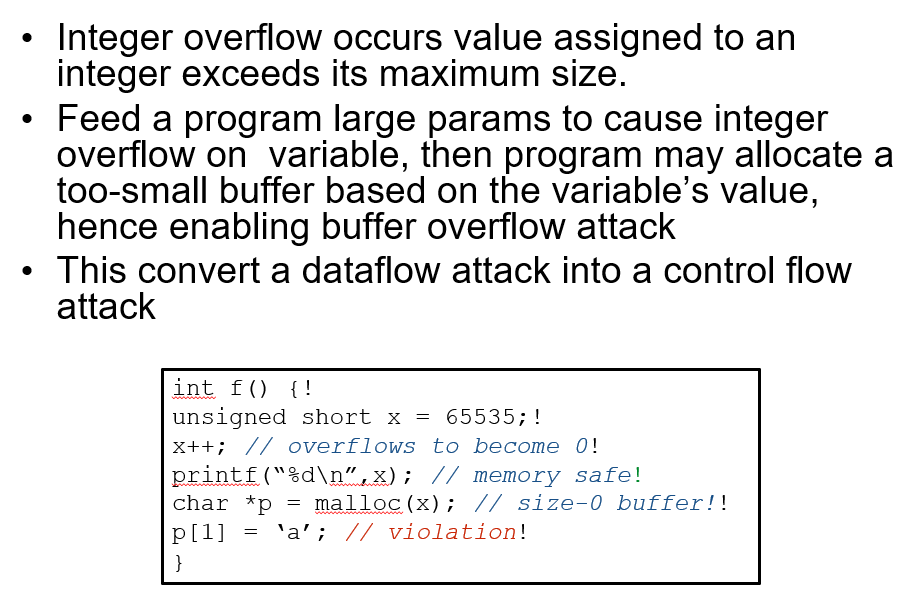 • Integer overflow occurs value assigned to an
integer exceeds its maximum size.
• Feed a program large params to cause integer
overflow on  variable, then program may allocate a
too-small buffer based on the variable’s value,
hence enabling buffer overflow attack
• This convert a dataflow attack into a control flow
attack
int f() {!
unsigned short x = 65535;!
x++; // overflows to become 0!
printf(“%d\n”,x); // memory safe!
char *p = malloc(x); // size-0 buffer!!
p[1] = ‘a’; // violation!
}